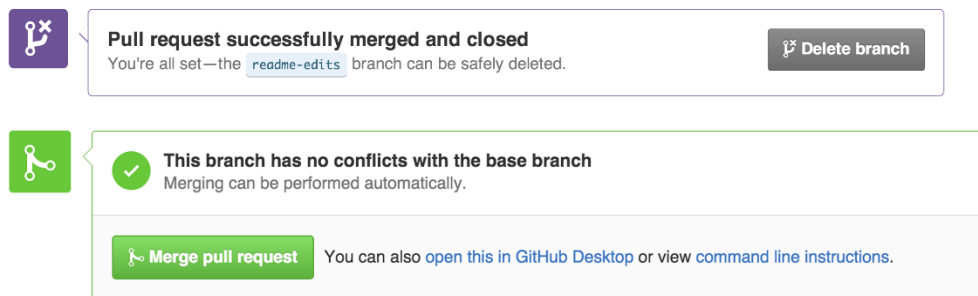 Pull request successfully merged and closed
You're all set—the readme-edits branch can be safely deleted.
Delete branch
This branch has no conflicts with the base branch
Merging can be performed automatically.
Merge pull request
You can also open this in GitHub Desktop or view command line instructions.